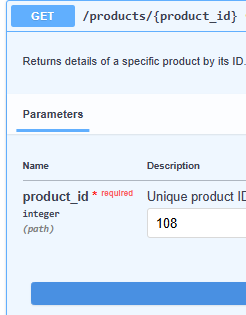 GET /products/{product_id}
Returns details of a specific product by its ID.
Parameters
Name Description
product_id * required Unique product ID
integer
(path)
108